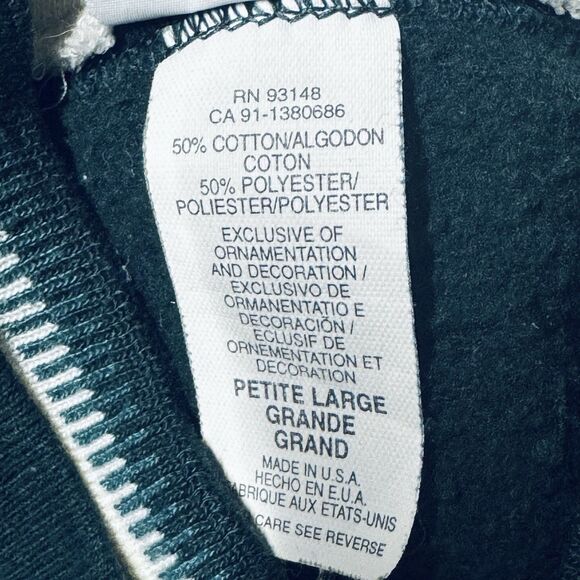 RN 93148
CA 91-1380686
50% COTTON/ALGODON
COTON
50% POLYESTER/
POLIESTER/POLYESTER
EXCLUSIVE OF
ORNAMENTATION
AND DECORATION /
EXCLUSIVO DE
ORMANENTATIO E
DECORACIÕN /
ECLUSIF DE
ORNEMENTATION ET
DECORATION
PETITE LARGE
GRANDE
GRAND
MADE IN U.S.A.
HECHO EN E.U.A.
FABRIQUE AUX ETATS-UNIS
CARE SEE REVERSE